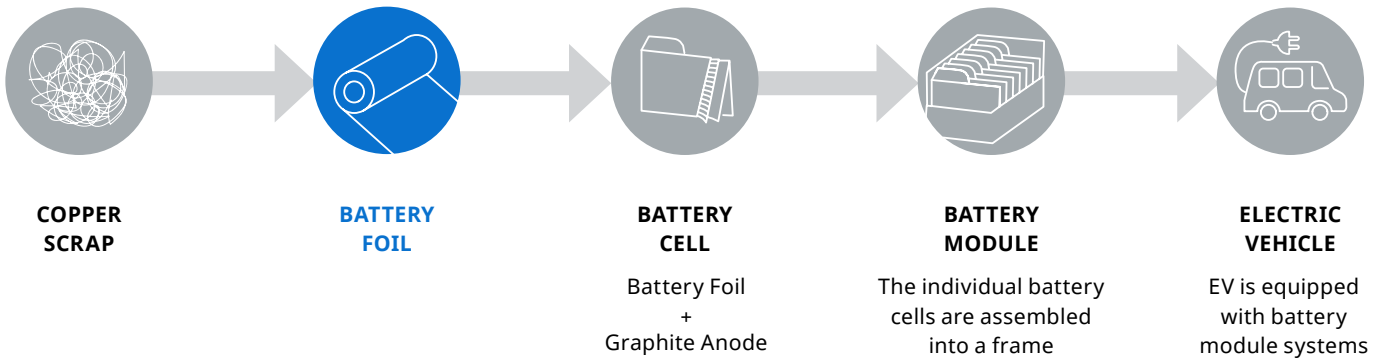 COPPER
SCRAP
BATTERY
FOIL
BATTERY
CELL
Battery Foil
+
Graphite Anode
BATTERY
MODULE
The individual battery
cells are assembled
into a frame
ELECTRIC
VEHICLE
EV is equipped
with battery
module systems